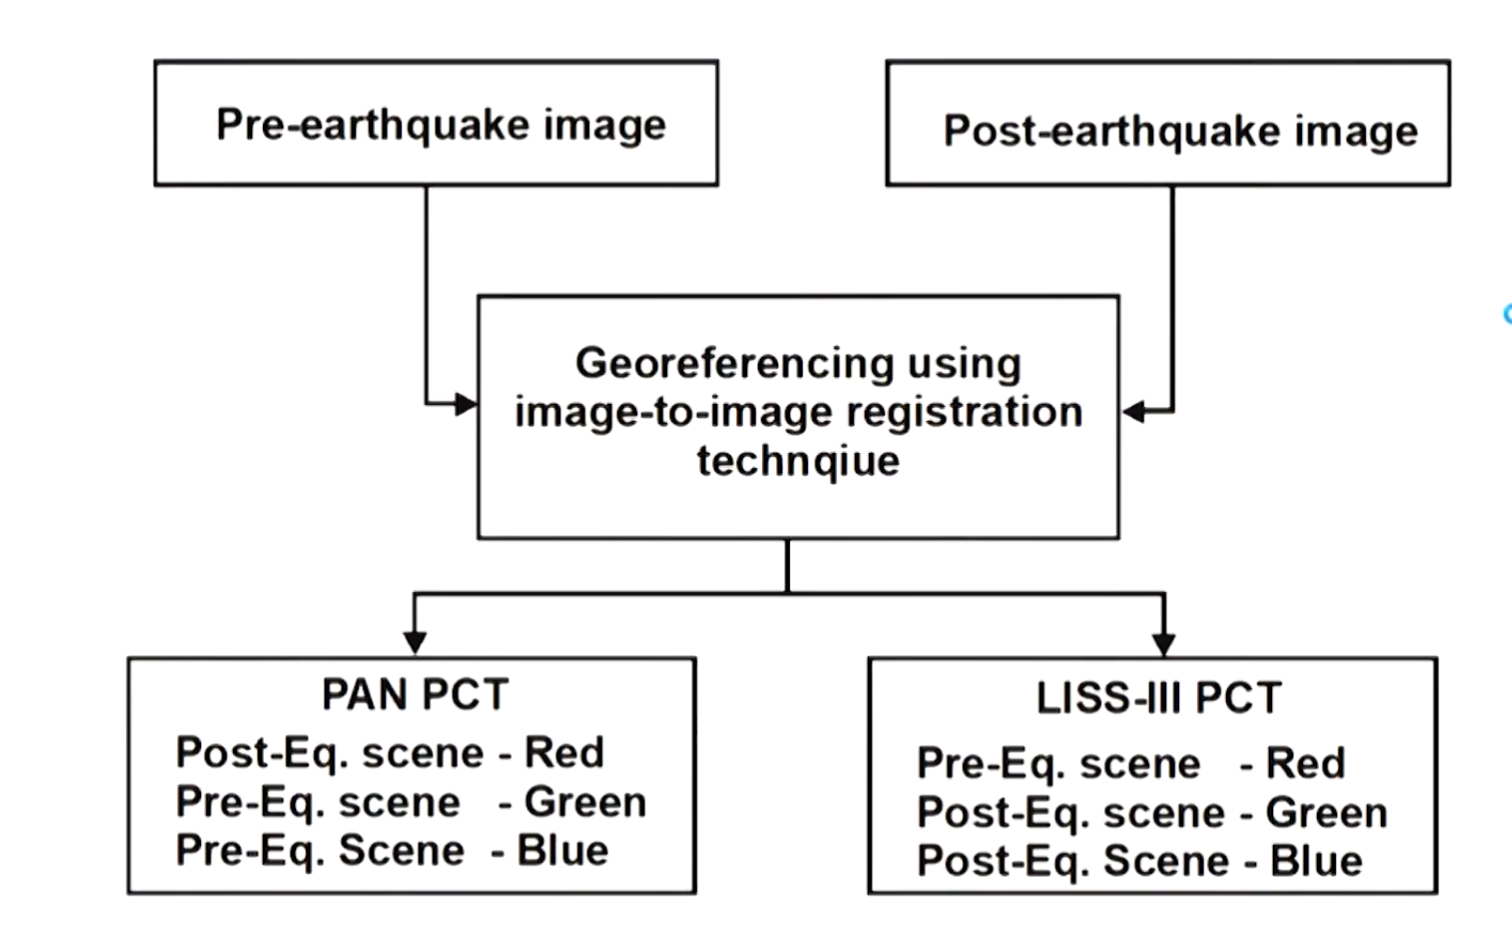 Pre-earthquake image
Post-earthquake image
Georeferencing using
image-to-image registration
technqiue
PAN PCT
Post-Eq. scene - Red
Pre-Eq. scene - Green
Pre-Eq. Scene - Blue
LISS-III PCT
Pre-Eq. scene - Red
Post-Eq. scene - Green
Post-Eq. Scene - Blue